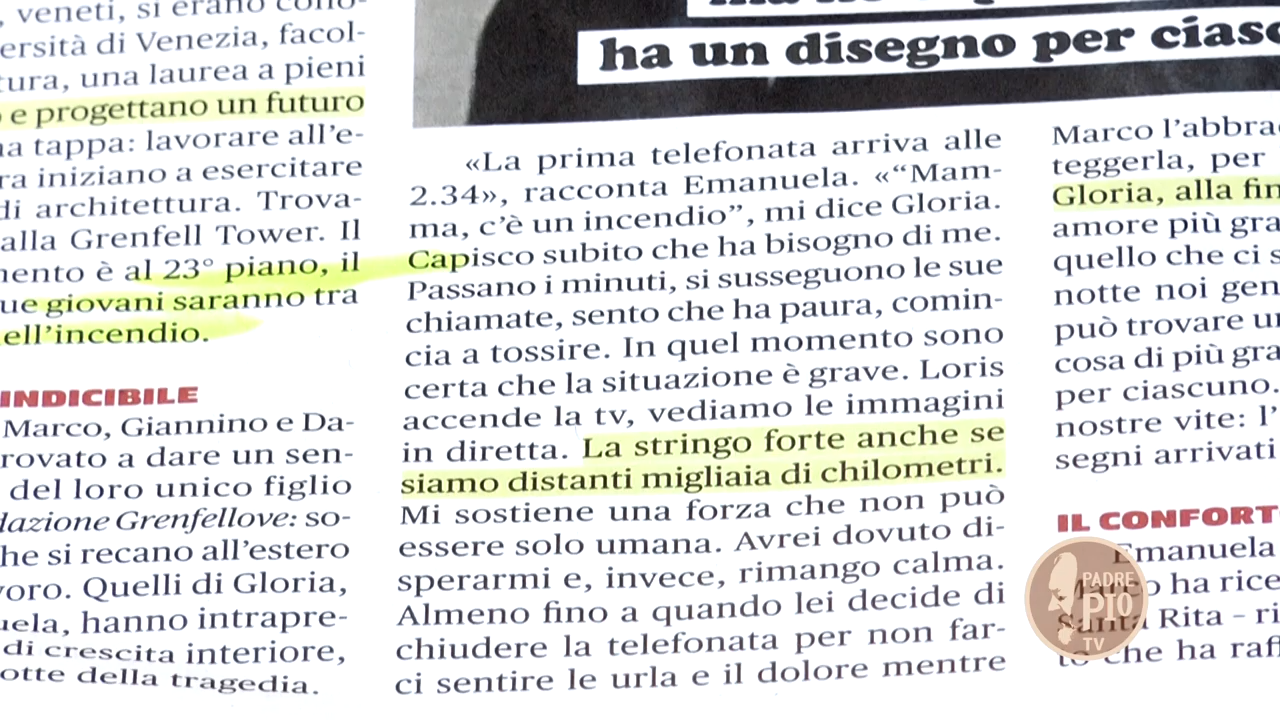 , veneti, si erano cono-
ersità di Venezia, facol-
tura, una laurea a pieni
e progettano un futuro
na tappa: lavorare all'e-
ra iniziano a esercitare
di architettura. Trova-
alla Grenfell Tower. Il
mento è al 23° piano, il
ue giovani saranno tra
ell'incendio.
INDICIBILE
Marco, Giannino e Da-
rovato a dare un sen-
del loro unico figlio
dazione Grenfellove: so-
he si recano all'estero
voro. Quelli di Gloria,
uela, hanno intrapre-
di crescita interiore,
otte della tragedia.
ha un disegno per ciasc
«La prima telefonata arriva alle
2.34», racconta Emanuela. «“Mam-
ma, c'è un incendio”, mi dice Gloria.
Capisco subito che ha bisogno di me.
Passano i minuti, si susseguono le sue
chiamate, sento che ha paura, comin-
cia a tossire. In quel momento sono
certa che la situazione è grave. Loris
accende la tv, vediamo le immagini
in diretta. La stringo forte anche se
siamo distanti migliaia di chilometri.
Mi sostiene una forza che non può
essere solo umana. Avrei dovuto di-
sperarmi e, invece, rimango calma.
Almeno fino a quando lei decide di
chiudere la telefonata per non far-
ci sentire le urla e il dolore mentre
Marco l'abbra
teggerla, per
Gloria, alla fin
amore più gra
quello che ci s
notte noi gen
può trovare un
cosa di più gra
per ciascuno.
nostre vite: l'
segni arrivati
IL CONFORT
Emanuela
Marco ha rice
Santa Rita – ri
to che ha raff
PADRE
PIO
TV